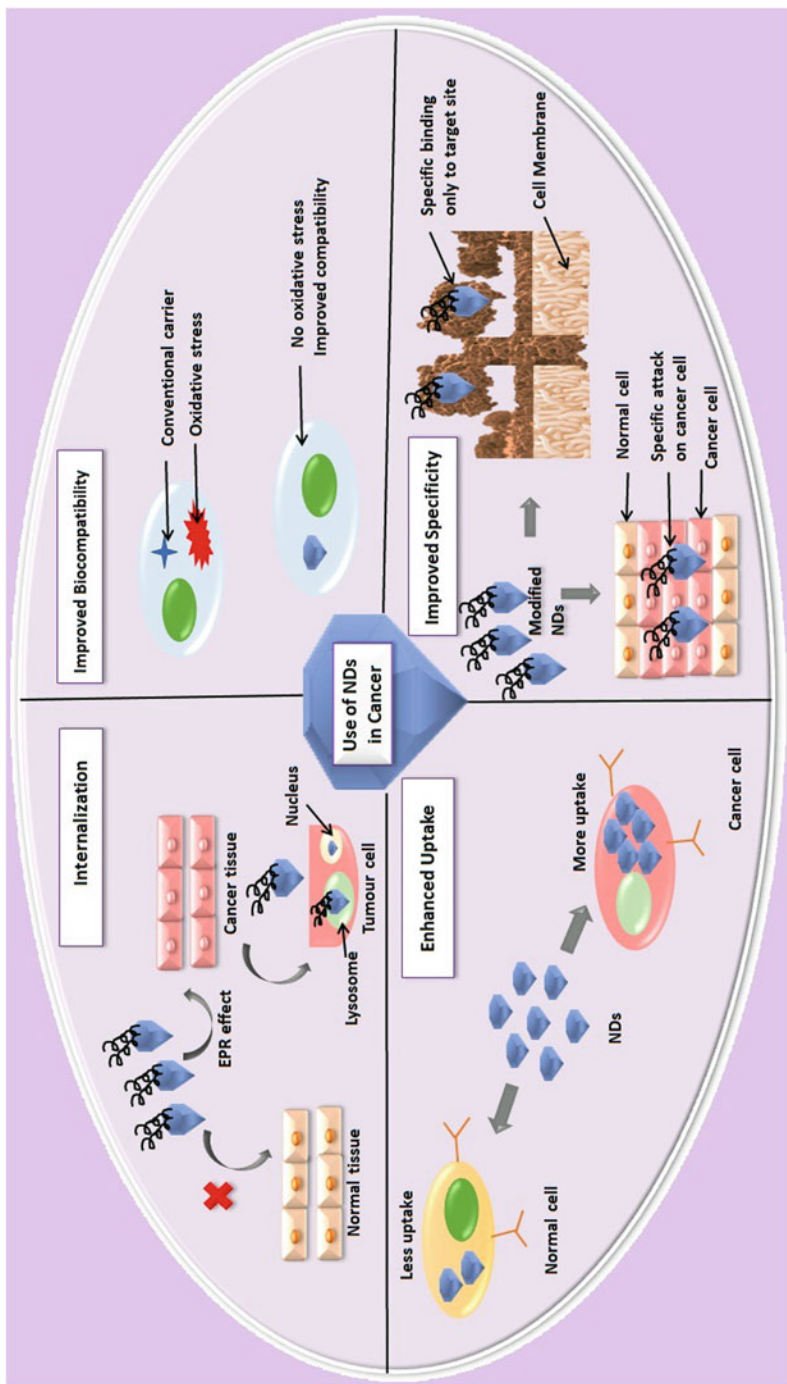 Internalization
EPR effect
Normal tissue
Cancer tissue
Nucleus
Lysosome
Tumour cell
Improved Biocompatibility
Conventional carrier
Oxidative stress
No oxidative stress
Improved compatibility
Use of NDs
in Cancer
Enhanced Uptake
Less uptake
Normal cell
NDs
More uptake
Cancer cell
Improved Specificity
Modified
NDs
Specific binding
only to target site
Cell Membrane
Normal cell
Specific attack
on cancer cell
Cancer cell